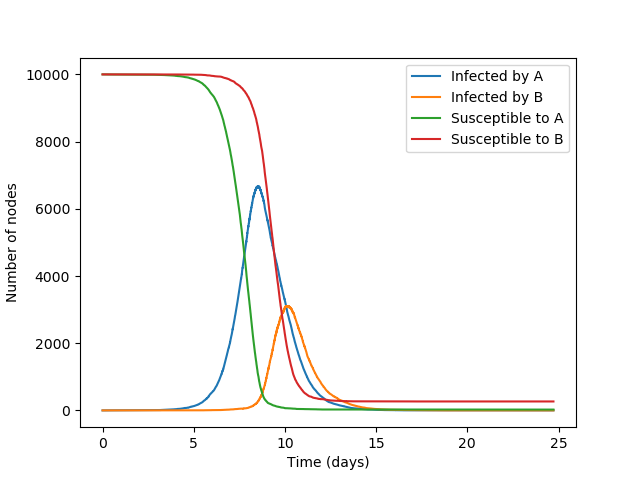 Infected by A
Infected by B
Susceptible to A
Susceptible to B
10000
8000
6000
4000
2000
0
Number of nodes
0 5 10 15 20 25
Time (days)